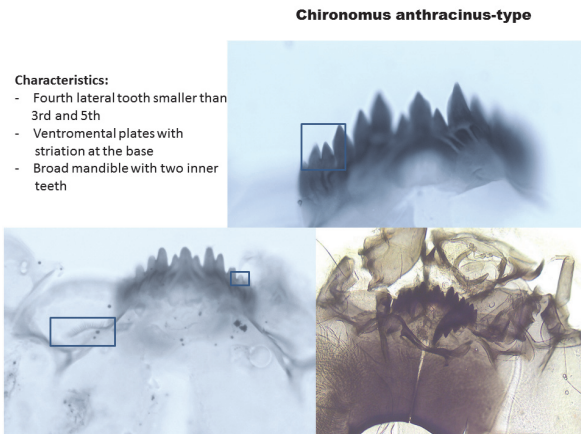 Chironomus anthracinus-type
Characteristics:
- Fourth lateral tooth smaller than
3rd and 5th
- Ventromental plates with
striation at the base
- Broad mandible with two inner
teeth